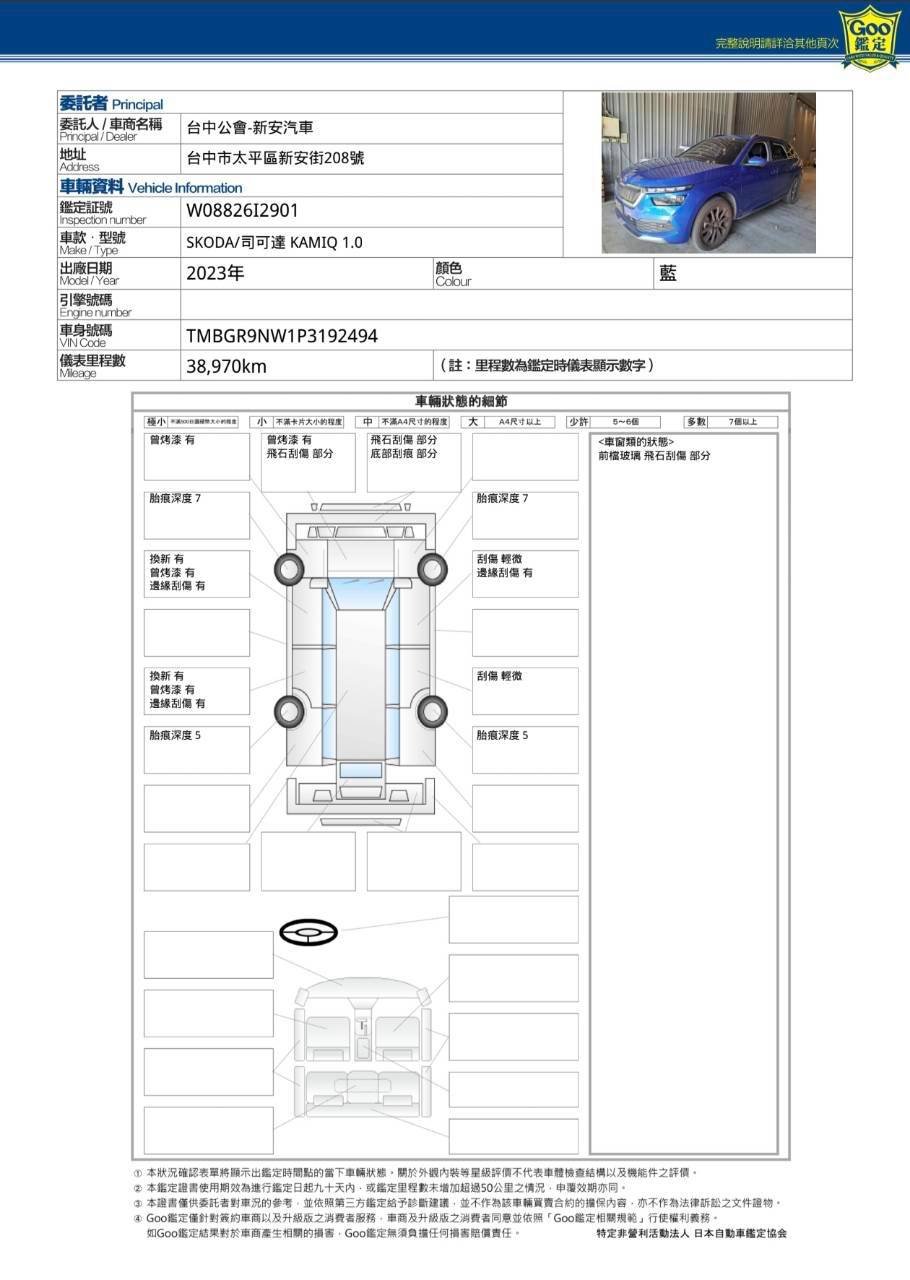 完整說明請詳洽其他頁次
Goo
鑑定
委託者 Principal
委託人 / 車商名稱
Principal / Dealer
台中公會-新安汽車
地址
Address
台中市太平區新安街208號
車輛資料 Vehicle Information
鑑定証號
Inspection number
W08826I2901
車款．型號
Make / Type
SKODA/司可達 KAMIQ 1.0
出廠日期
Model / Year
2023年
顏色
Colour
藍
引擎號碼
Engine number
車身號碼
VIN Code
TMBGR9NW1P3192494
儀表里程數
Mileage
38,970km
（註：里程數為鑑定時儀表顯示數字）
車輛狀態的細節
極小
小 不滿卡片大小的程度
中 不滿A4尺寸的程度
大 A4尺寸以上
少許 5～6個
多數 7個以上
曾烤漆 有
曾烤漆 有
飛石刮傷 部分
飛石刮傷 部分
底部刮痕 部分
<車窗類的狀態>
前檔玻璃 飛石刮傷 部分
胎痕深度 7
胎痕深度 7
換新 有
曾烤漆 有
邊緣刮傷 有
刮傷 輕微
邊緣刮傷 有
換新 有
曾烤漆 有
邊緣刮傷 有
刮傷 輕微
胎痕深度 5
胎痕深度 5
① 本狀況確認表單將顯示出鑑定時間點的當下車輛狀態。關於外觀內裝等星級評價不代表車體檢查結構以及機能件之評價。
② 本鑑定證書使用期效為進行鑑定日起九十天內，或鑑定里程數未增加超過50公里之情況，申覆效期亦同。
③ 本證書僅供委託者對車況的參考，並依照第三方鑑定給予診斷建議，並不作為該車輛買賣合約的擔保內容，亦不作為法律訴訟之文件證物。
④ Goo鑑定僅針對簽約車商以及升級版之消費者服務，車商及升級版之消費者同意並依照「Goo鑑定相關規範」行使權利義務。
如Goo鑑定結果對於車商產生相關的損害，Goo鑑定無須負擔任何損害賠償責任。
特定非營利活動法人 日本自動車鑑定協会